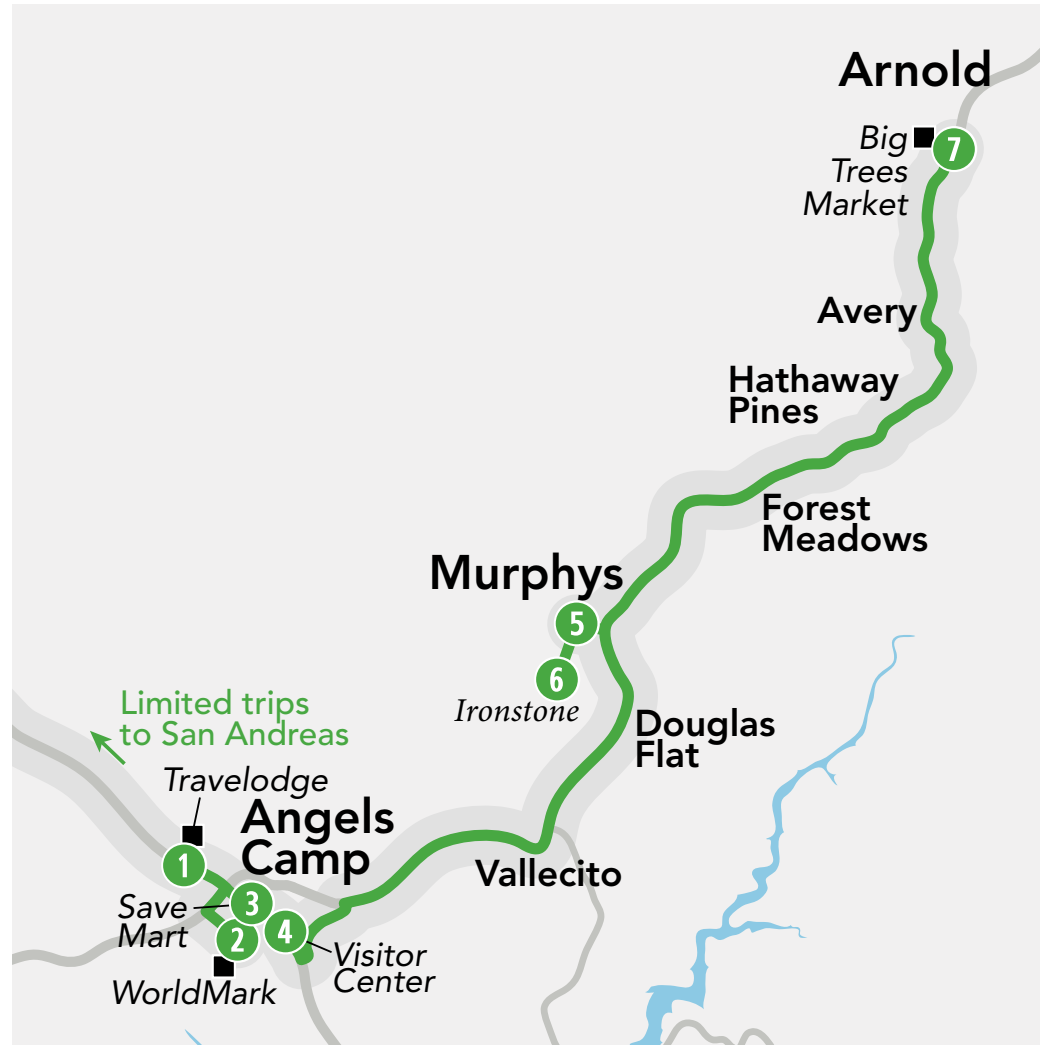 Arnold
Big
Trees
Market
7
Avery
Hathaway
Pines
Forest
Meadows
Murphys
5
6
Ironstone
Douglas
Flat
Limited trips
to San Andreas
Travelodge
Angels
Camp
1
Vallecito
Save
Mart
3
2
4
Visitor
Center
WorldMark